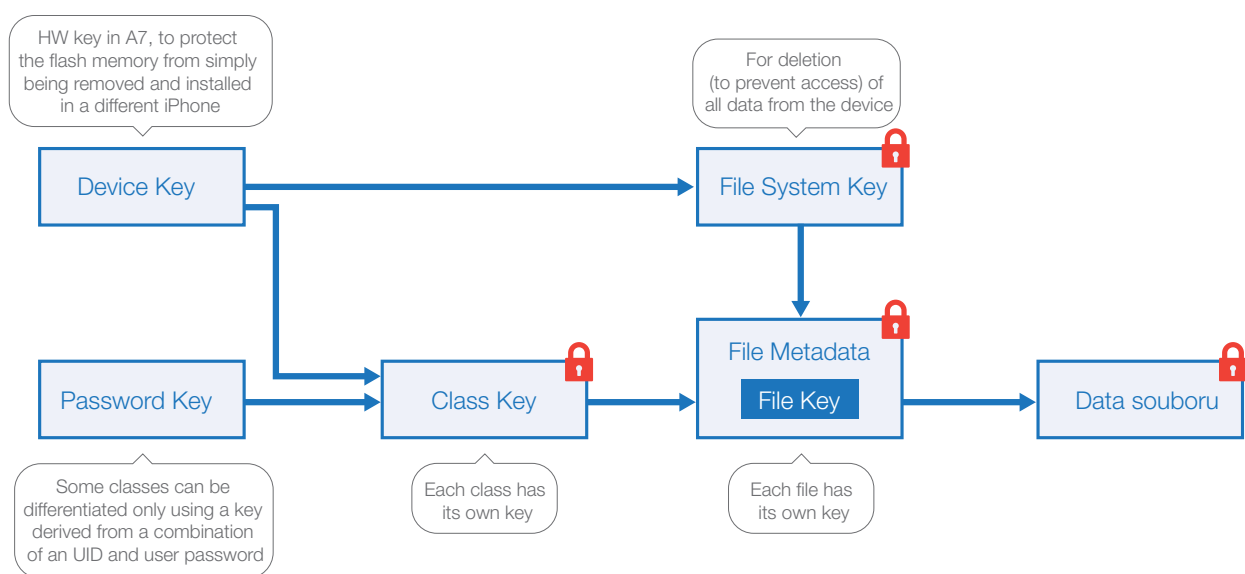 HW key in A7, to protect
the flash memory from simply
being removed and installed
in a different iPhone
For deletion
(to prevent access) of
all data from the device
Device Key
File System Key
File Metadata
File Key
Password Key
Class Key
Data souboru
Some classes can be
differentiated only using a key
derived from a combination
of an UID and user password
Each class has
its own key
Each file has
its own key